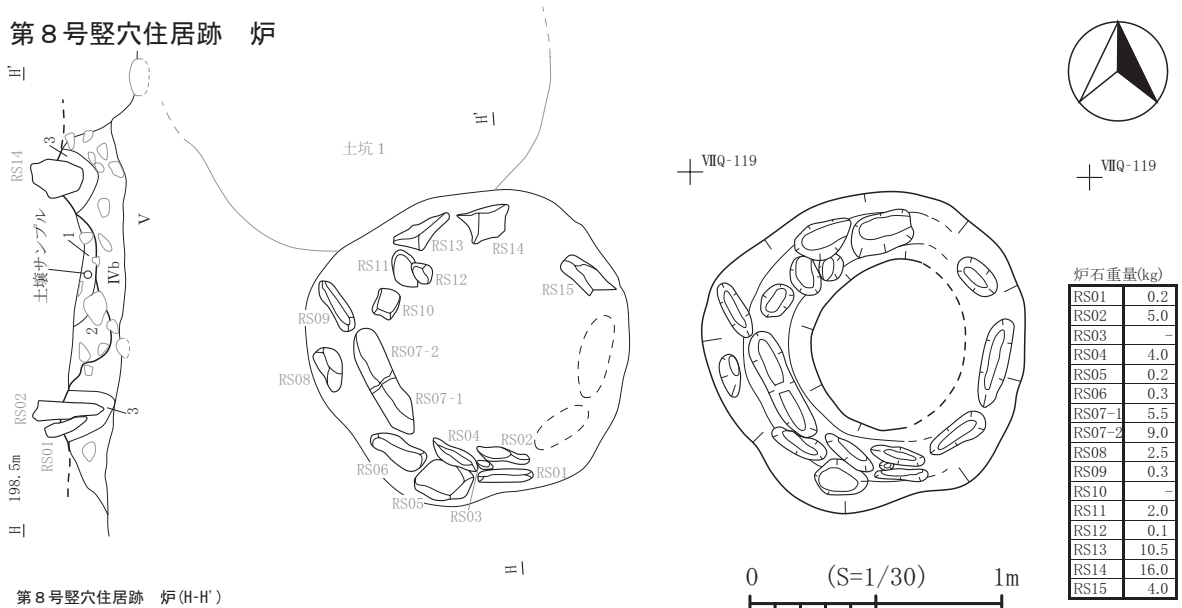 第８号竪穴住居跡　炉
H'
3
RS14
V
1
土壌サンプル
Ⅳb
2
3
RS02
RS01
198.5m
H
土坑 1
H'
RS13
RS14
RS11
RS12
RS15
RS10
RS09
RS07-2
RS08
RS07-1
RS04
RS02
RS06
RS01
RS05
RS03
H
ⅦQ-119
ⅦQ-119
炉石重量(kg)
RS01 0.2
RS02 5.0
RS03 -
RS04 4.0
RS05 0.2
RS06 0.3
RS07-1 5.5
RS07-2 9.0
RS08 2.5
RS09 0.3
RS10 -
RS11 2.0
RS12 0.1
RS13 10.5
RS14 16.0
RS15 4.0
0 (S=1/30) 1m
第８号竪穴住居跡　炉(H-H')